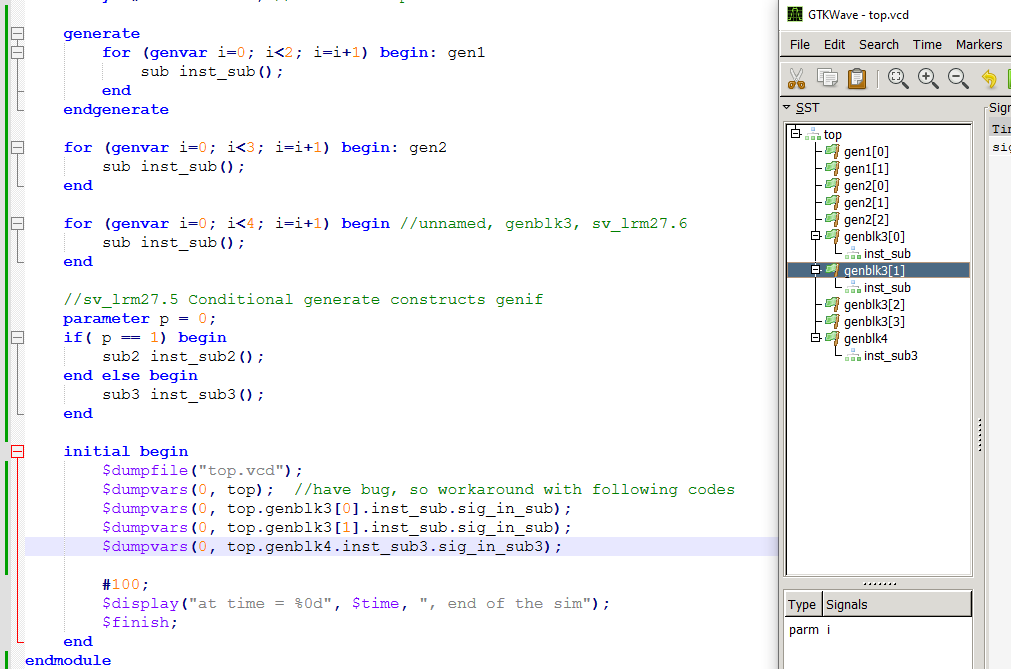 generate
for (genvar i=0; i<2; i=i+1) begin: gen1
sub inst_sub();
end
endgenerate
for (genvar i=0; i<3; i=i+1) begin: gen2
sub inst_sub();
end
for (genvar i=0; i<4; i=i+1) begin //unnamed, genblk3, sv_lrm27.6
sub inst_sub();
end
//sv_lrm27.5 Conditional generate constructs genif
parameter p = 0;
if( p == 1) begin
sub2 inst_sub2();
end else begin
sub3 inst_sub3();
end
initial begin
$dumpfile("top.vcd");
$dumpvars(0, top);  //have bug, so workaround with following codes
$dumpvars(0, top.genblk3[0].inst_sub.sig_in_sub);
$dumpvars(0, top.genblk3[1].inst_sub.sig_in_sub);
$dumpvars(0, top.genblk4.inst_sub3.sig_in_sub3);
#100;
$display("at time = %0d", $time, ", end of the sim");
$finish;
end
endmodule
GTKWave - top.vcd
File Edit Search Time Markers
SST
top
gen1[0]
gen1[1]
gen2[0]
gen2[1]
gen2[2]
genblk3[0]
inst_sub
genblk3[1]
inst_sub
genblk3[2]
genblk3[3]
genblk4
inst_sub3
Type Signals
parm i
Sig
Tir
sig